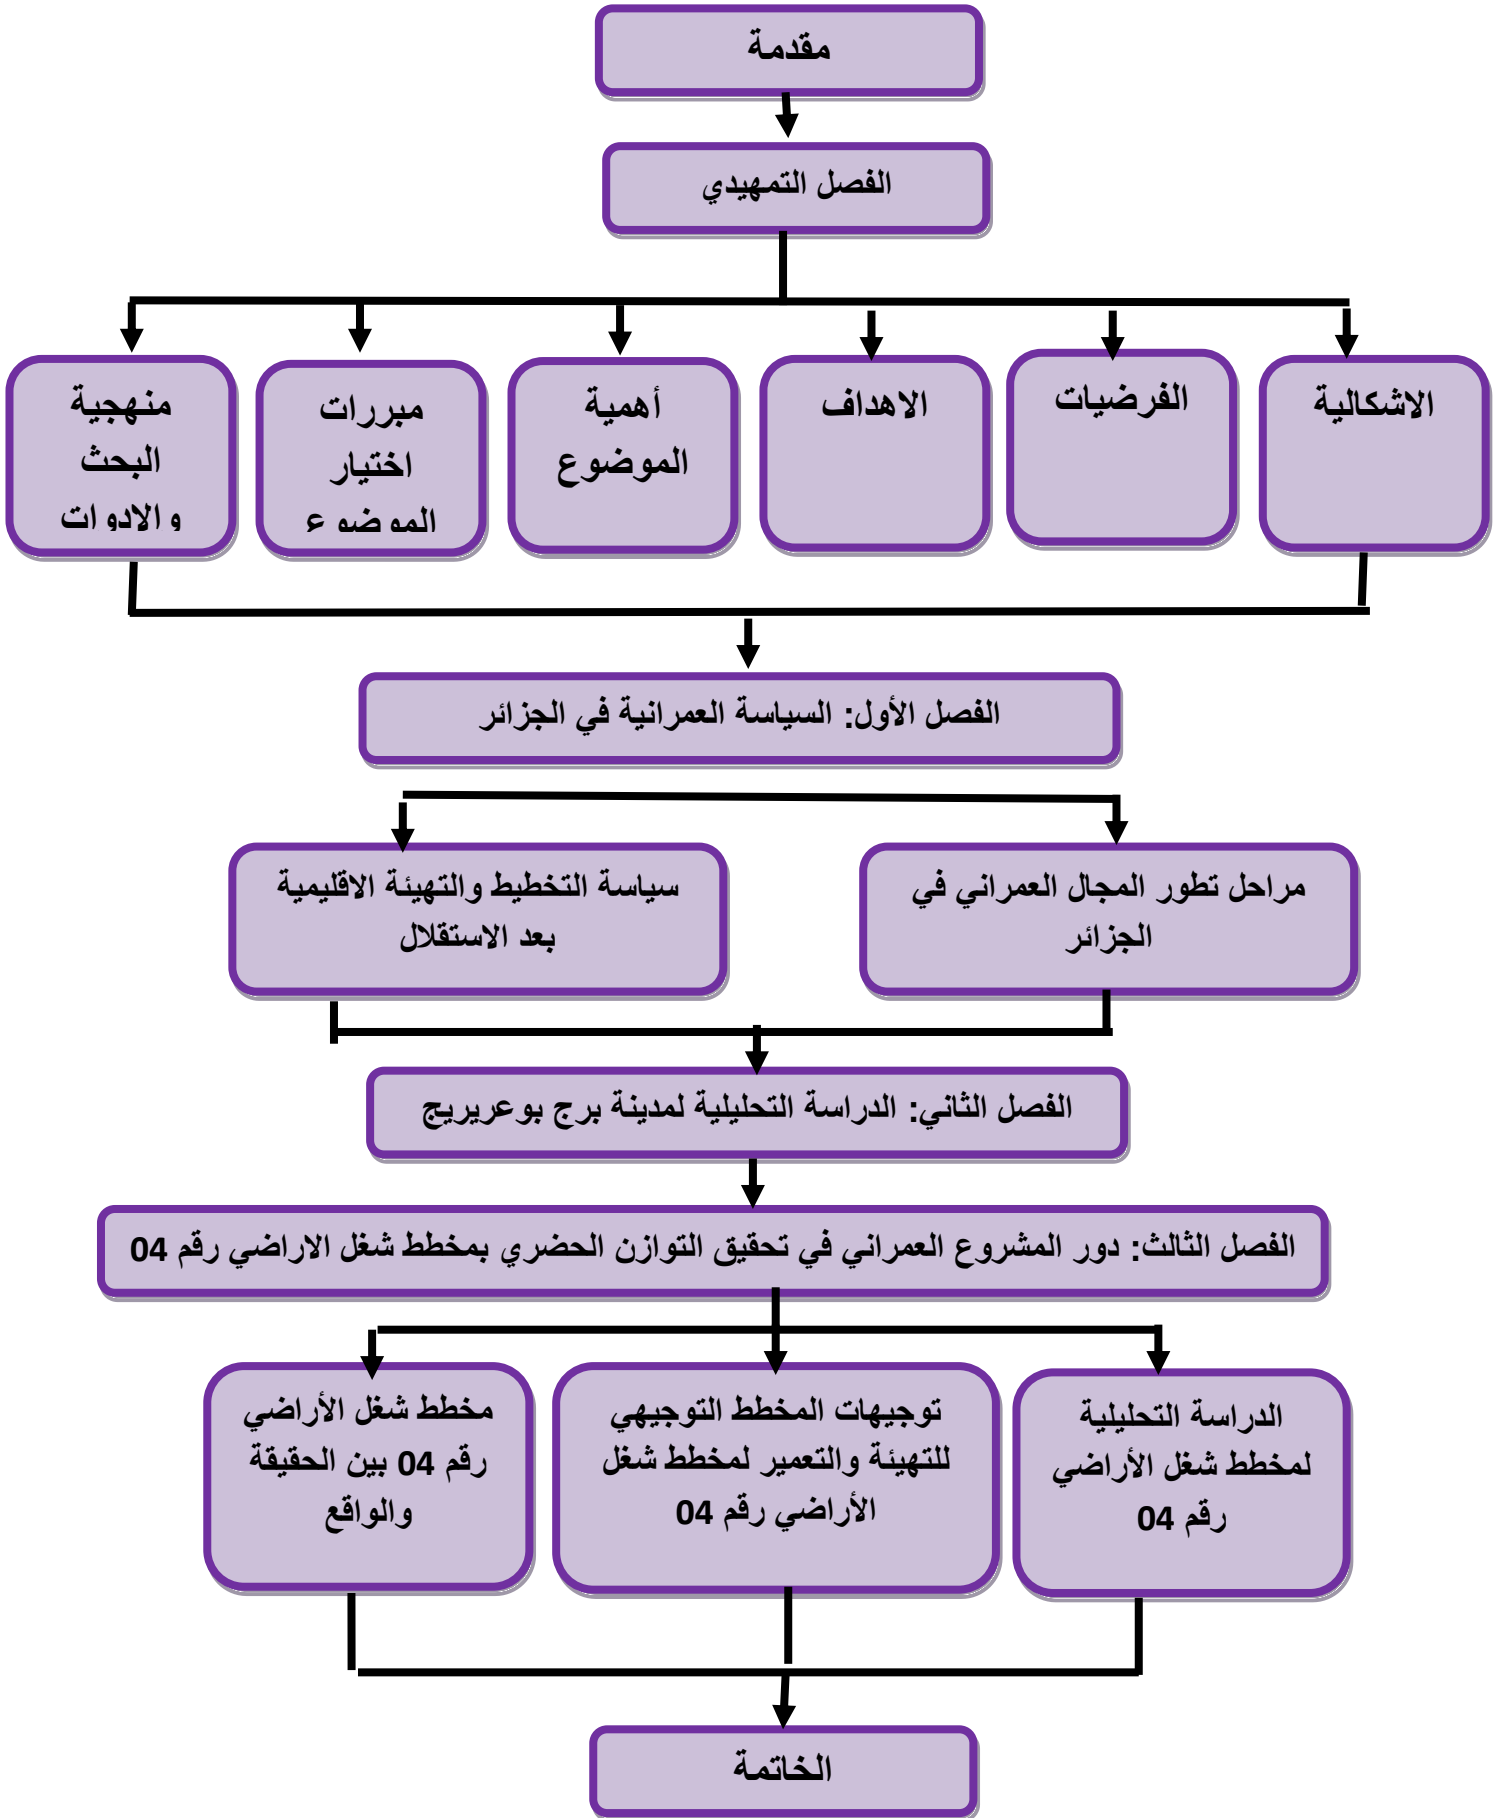 مقدمة
الفصل التمهيدي
الاشكالية
الفرضيات
الاهداف
أهمية
الموضوع
مبررات
اختيار
الموضوع
منهجية
البحث
والادوات
الفصل الأول: السياسة العمرانية في الجزائر
مراحل تطور المجال العمراني في
الجزائر
سياسة التخطيط والتهيئة الاقليمية
بعد الاستقلال
الفصل الثاني: الدراسة التحليلية لمدينة برج بوعريريج
الفصل الثالث: دور المشروع العمراني في تحقيق التوازن الحضري بمخطط شغل الاراضي رقم 04
الدراسة التحليلية
لمخطط شغل الأراضي
رقم 04
توجيهات المخطط التوجيهي
للتهيئة والتعمير لمخطط شغل
الأراضي رقم 04
مخطط شغل الأراضي
رقم 04 بين الحقيقة
والواقع
الخاتمة